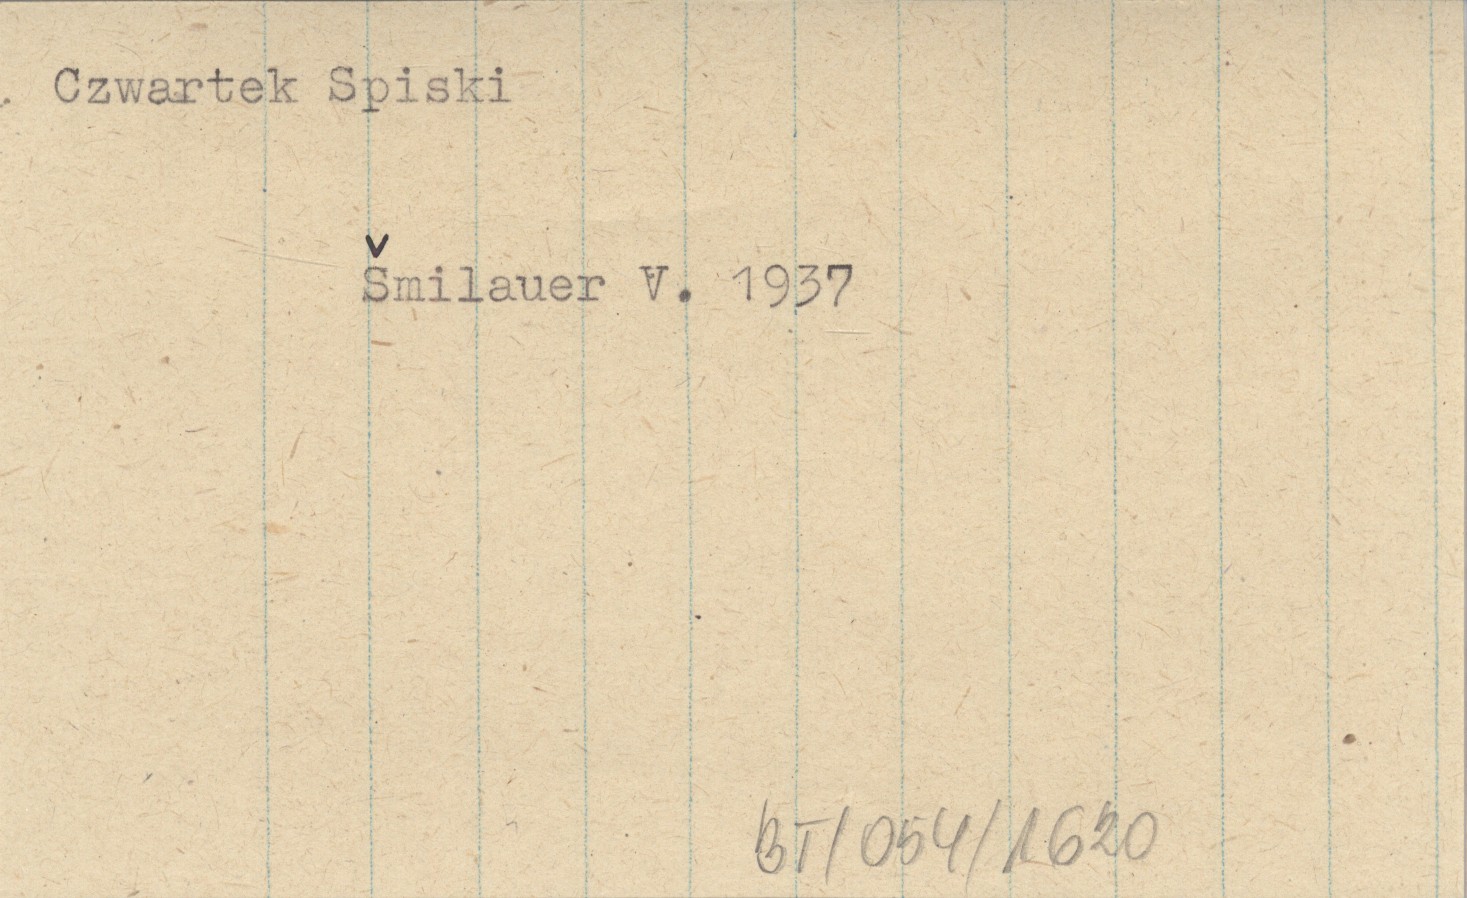 Czwartek Spiski
Šmilauer V. 1937
BT/054/1620